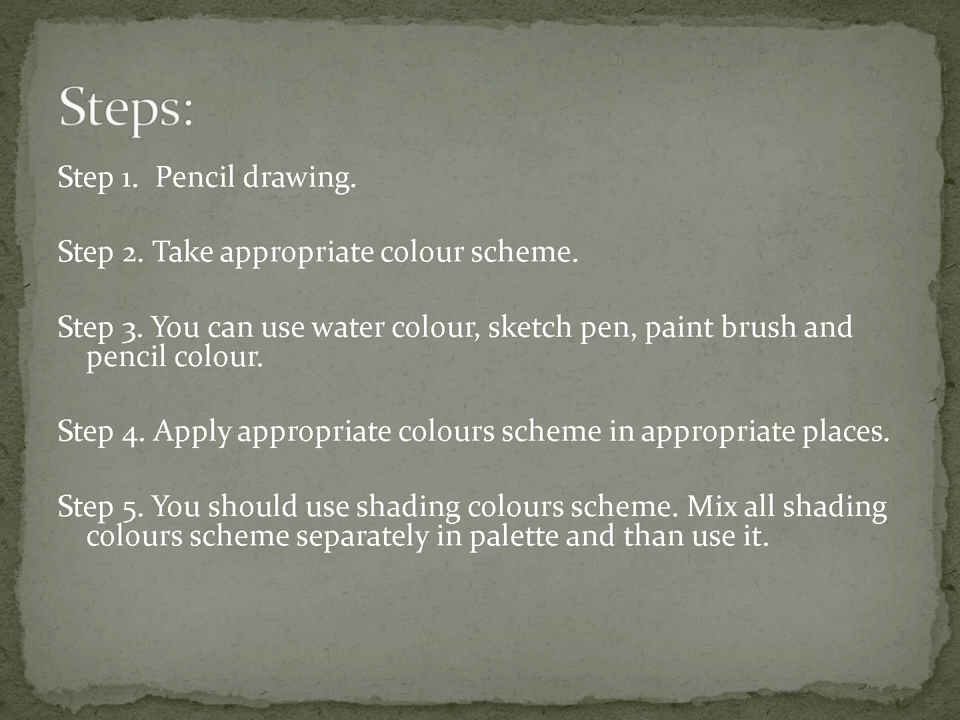 Steps:
Step 1.  Pencil drawing.
Step 2. Take appropriate colour scheme.
Step 3. You can use water colour, sketch pen, paint brush and
pencil colour.
Step 4. Apply appropriate colours scheme in appropriate places.
Step 5. You should use shading colours scheme. Mix all shading
colours scheme separately in palette and than use it.